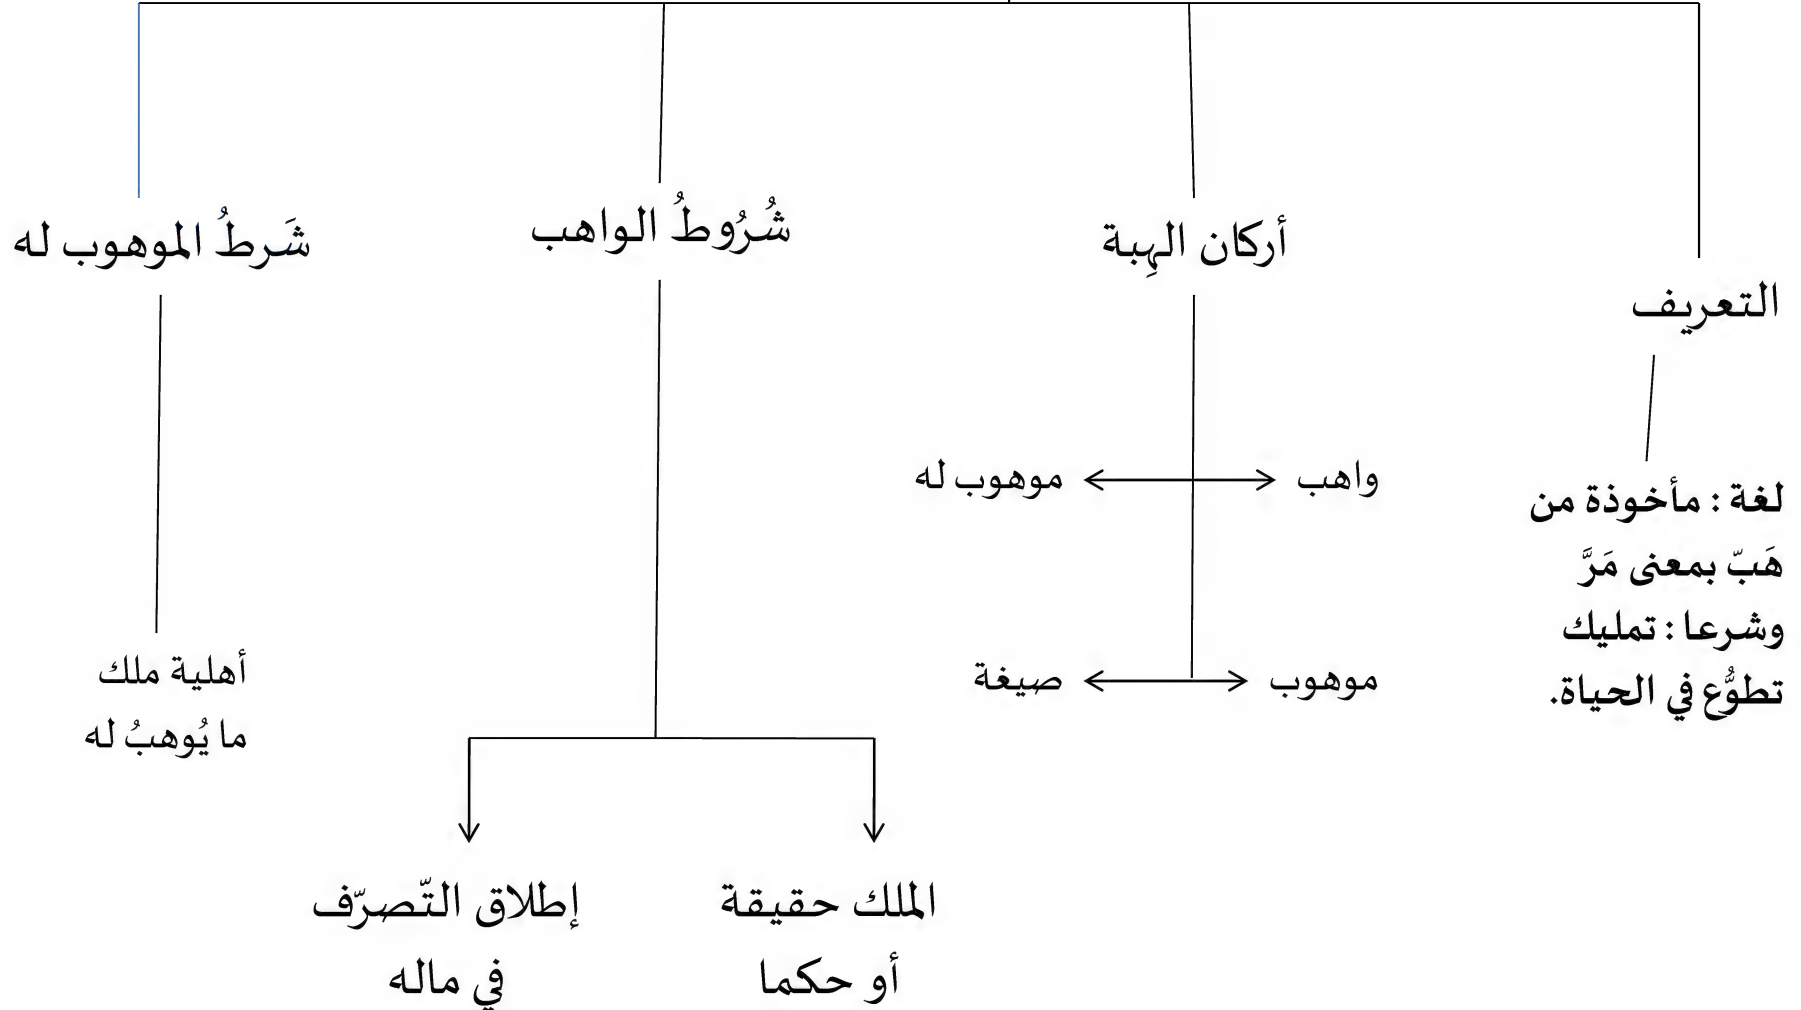 التعريف
لغة : مأخوذة من
هَبّ بمعنى مَرَّ
وشرعا : تمليك
تطوُّع في الحياة.
أركان الهِبة
واهب
موهوب له
موهوب
صيغة
شُرُوطُ الواهب
الملك حقيقة
أو حكما
إطلاق التّصرّف
في ماله
شَرطُ الموهوب له
أهلية ملك
ما يُوهبُ له